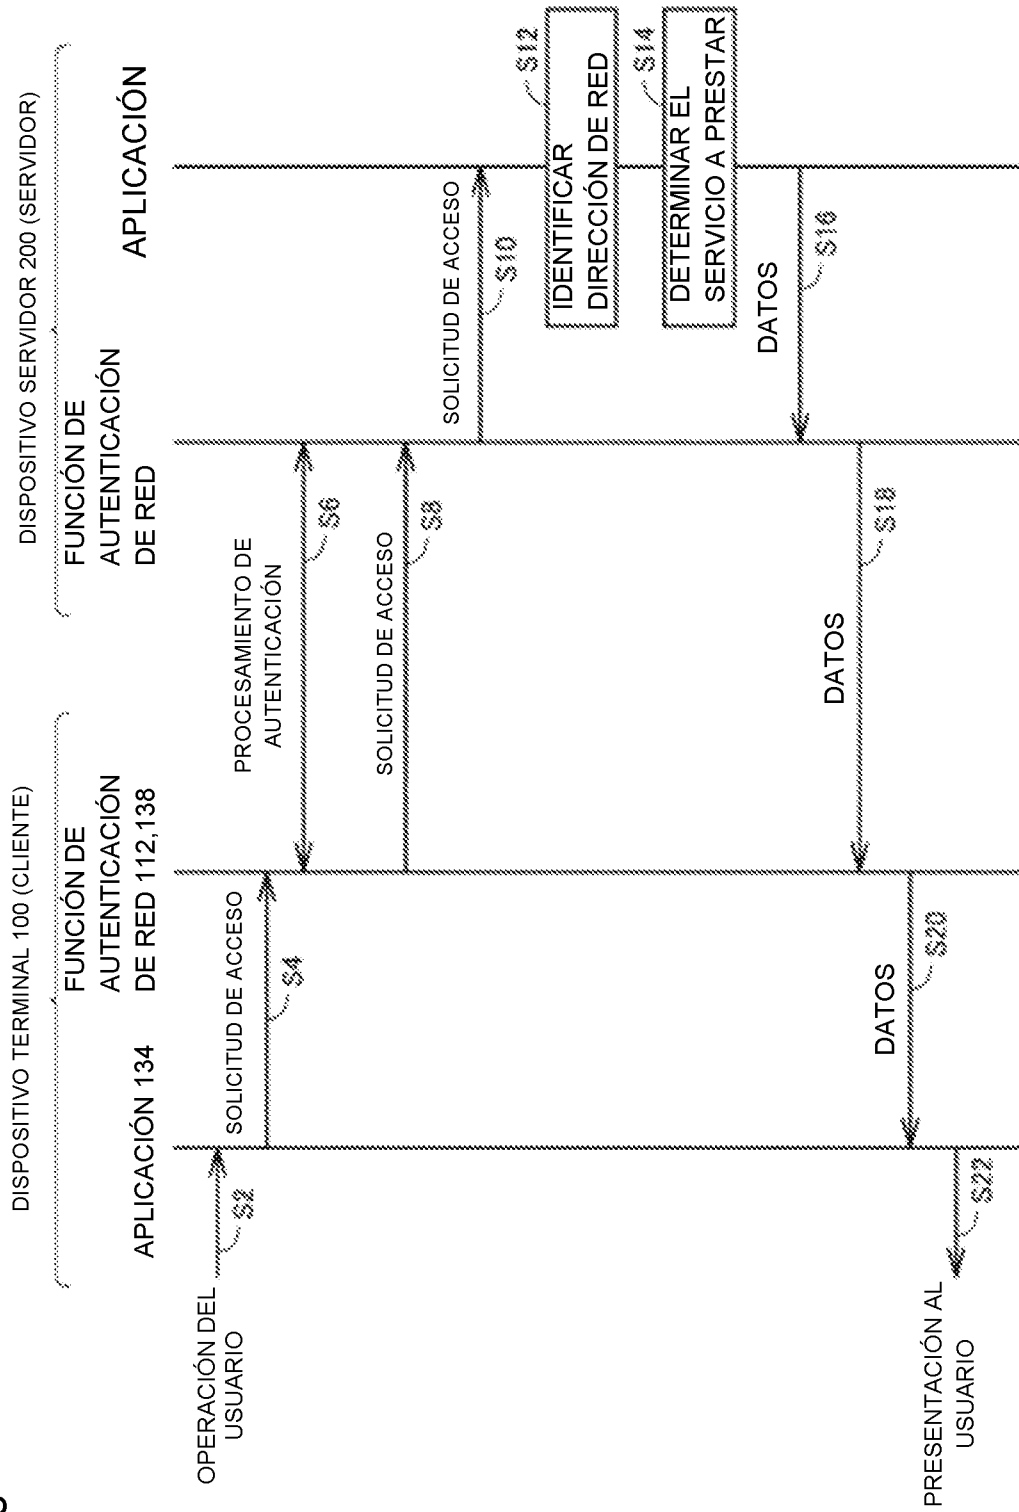 DISPOSITIVO TERMINAL 100 (CLIENTE)
DISPOSITIVO SERVIDOR 200 (SERVIDOR)
APLICACIÓN 134
FUNCIÓN DE
AUTENTICACIÓN
DE RED 112,138
FUNCIÓN DE
AUTENTICACIÓN
DE RED
APLICACIÓN
OPERACIÓN DEL
USUARIO
S2
SOLICITUD DE ACCESO
S4
PROCESAMIENTO DE
AUTENTICACIÓN
S6
SOLICITUD DE ACCESO
S8
SOLICITUD DE ACCESO
S10
IDENTIFICAR
DIRECCIÓN DE RED
S12
DETERMINAR EL
SERVICIO A PRESTAR
S14
DATOS
S16
DATOS
S18
DATOS
S20
PRESENTACIÓN AL
USUARIO
S22